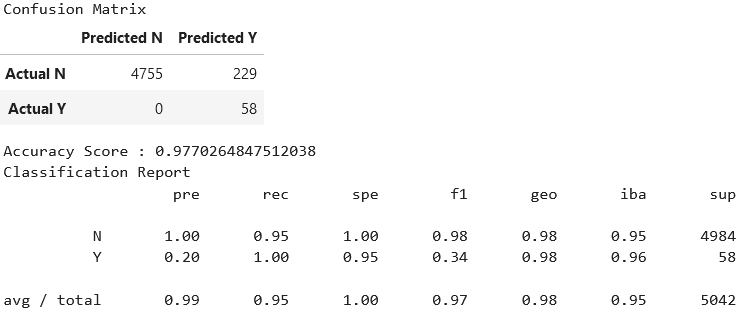 Confusion Matrix
Predicted N Predicted Y
Actual N 4755 229
Actual Y 0 58
Accuracy Score : 0.9770264847512038
Classification Report
pre rec spe f1 geo iba sup
N 1.00 0.95 1.00 0.98 0.98 0.95 4984
Y 0.20 1.00 0.95 0.34 0.98 0.96 58
avg / total 0.99 0.95 1.00 0.97 0.98 0.95 5042